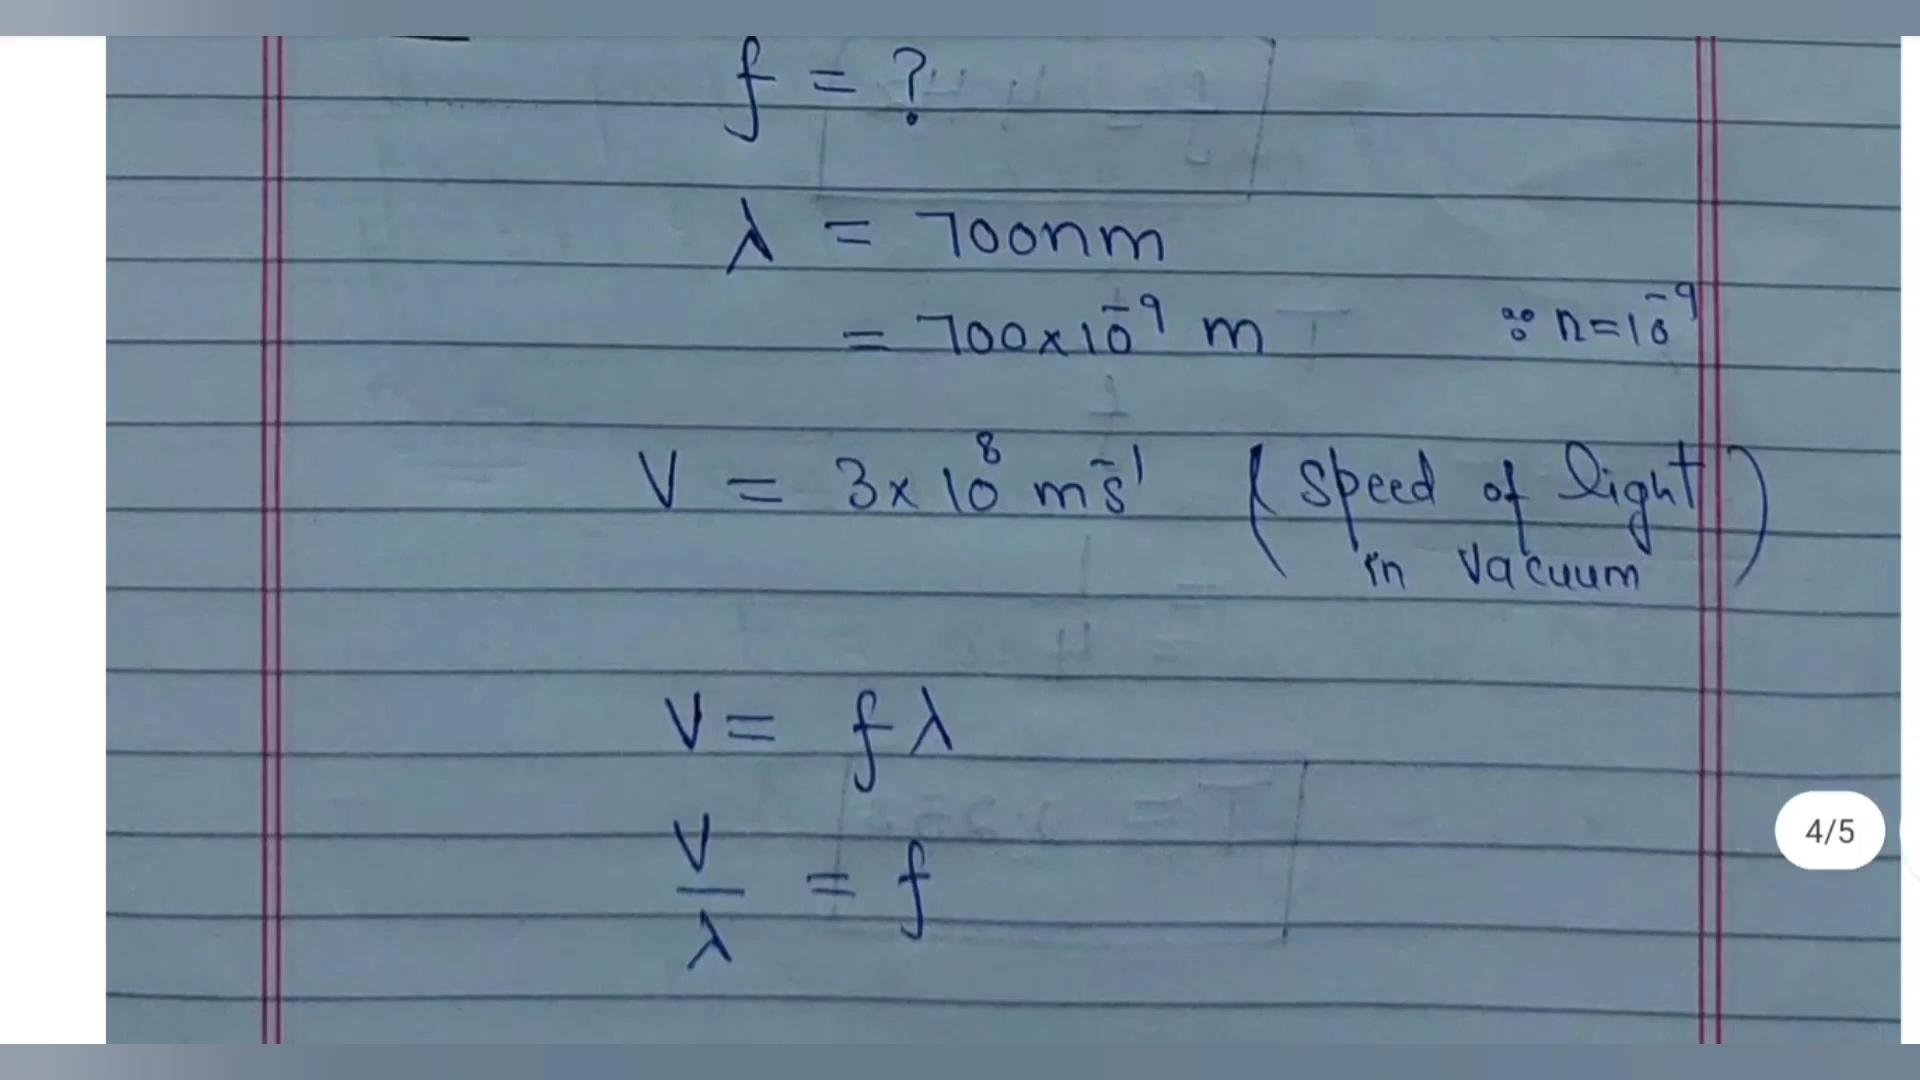 f = ?
λ = 700nm
= 700×10⁻⁹ m ∵ n=10⁻⁹
V = 3×10⁸ ms⁻¹ (speed of light
in vacuum)
V = fλ
V/λ = f
4/5